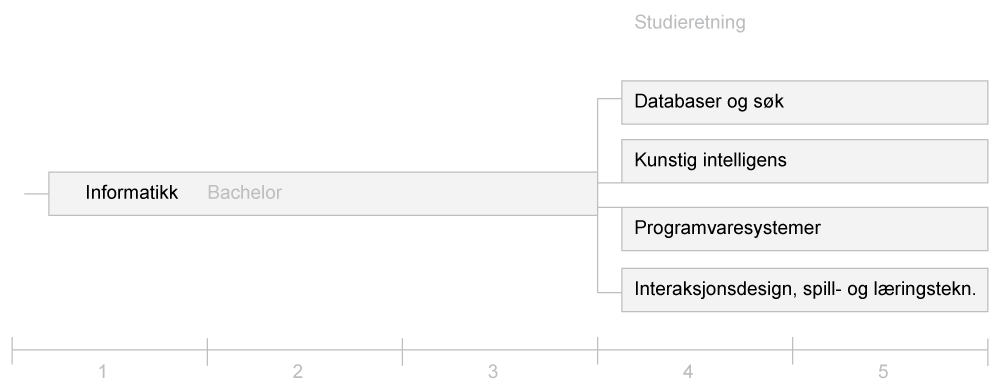 Studieretning
Databaser og søk
Kunstig intelligens
Informatikk Bachelor
Programvaresystemer
Interaksjonsdesign, spill- og læringstekn.
1 2 3 4 5